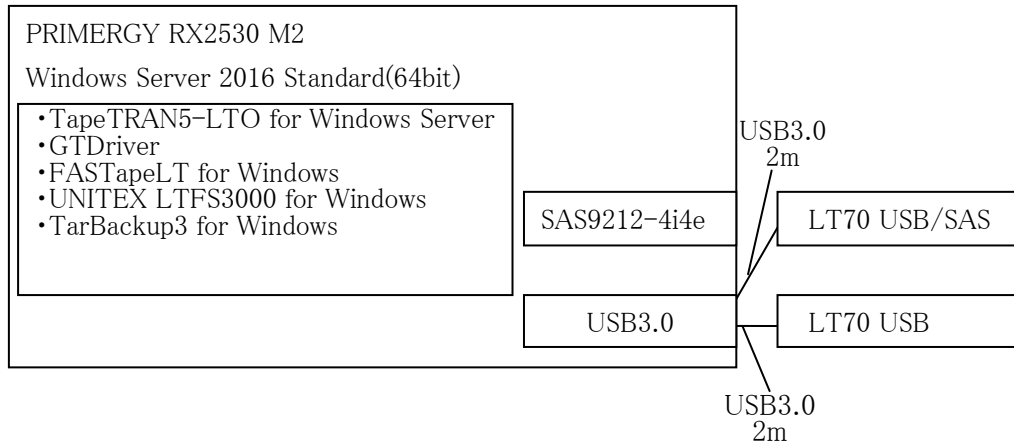 PRIMERGY RX2530 M2
Windows Server 2016 Standard(64bit)
・TapeTRAN5-LTO for Windows Server
・GTDriver
・FASTapeLT for Windows
・UNITEX LTFS3000 for Windows
・TarBackup3 for Windows
USB3.0
2m
SAS9212-4i4e
LT70 USB/SAS
USB3.0
LT70 USB
USB3.0
2m